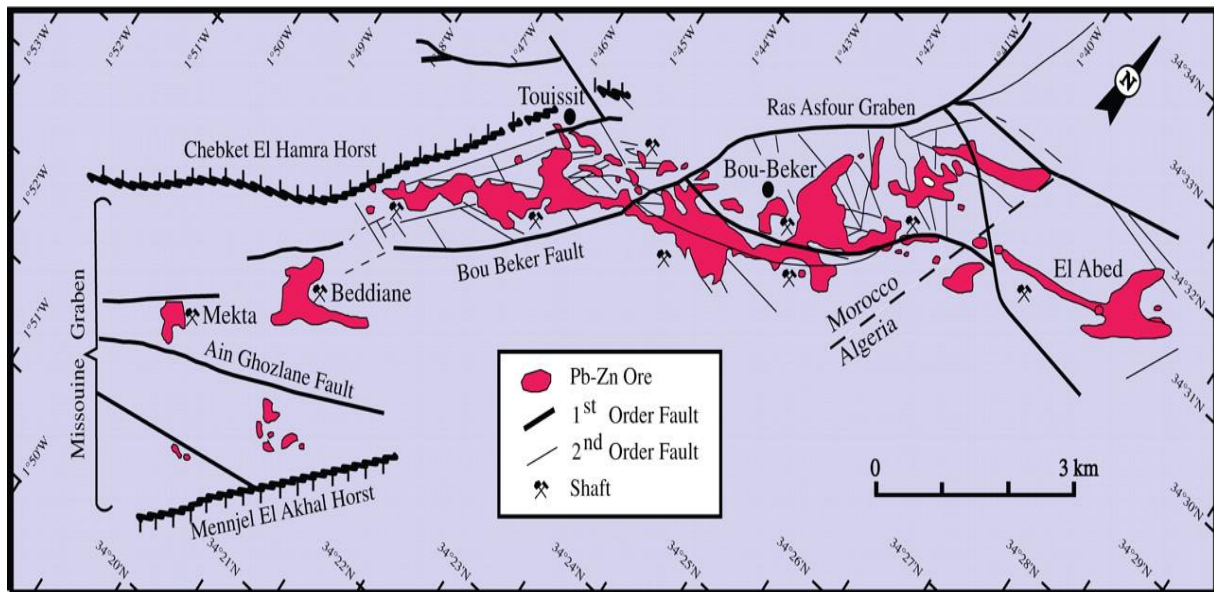 1°53'W
1°52'W
1°51'W
1°50'W
1°49'W
1°47'W
1°46'W
1°45'W
1°44'W
1°43'W
1°42'W
1°41'W
1°40'W
34°34'N
N
Touissit
Ras Asfour Graben
Chebket El Hamra Horst
Bou-Beker
34°33'N
1°52'W
Bou Beker Fault
El Abed
34°32'N
Beddiane
Morocco
Algeria
1°51'W
Mekta
Missouine Graben
Ain Ghozlane Fault
34°31'N
Pb-Zn Ore
1st Order Fault
2nd Order Fault
Shaft
1°50'W
0 3 km
Mennjel El Akhal Horst
34°30'N
34°20'N
34°21'N
34°22'N
34°23'N
34°24'N
34°25'N
34°26'N
34°27'N
34°28'N
34°29'N